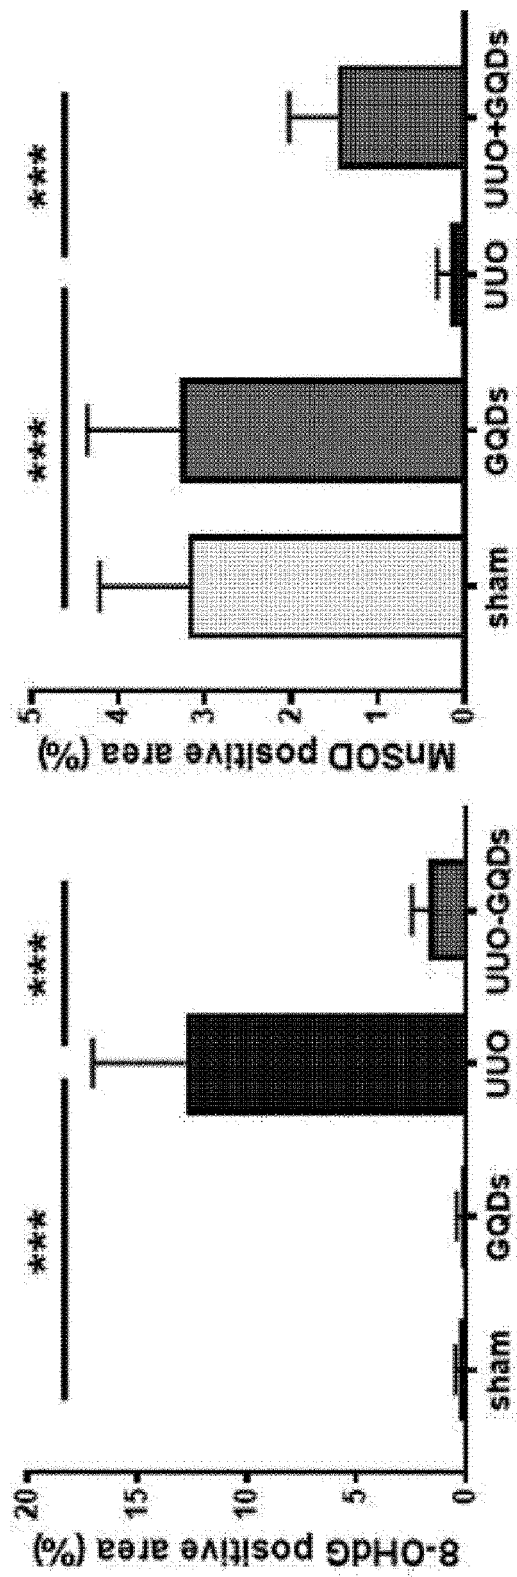 8-OHdG positive area (%)
20
15
10
5
0
***
***
sham
GQDs
UUO
UUO-GQDs
MnSOD positive area (%)
5
4
3
2
1
0
***
***
sham
GQDs
UUO
UUO+GQDs